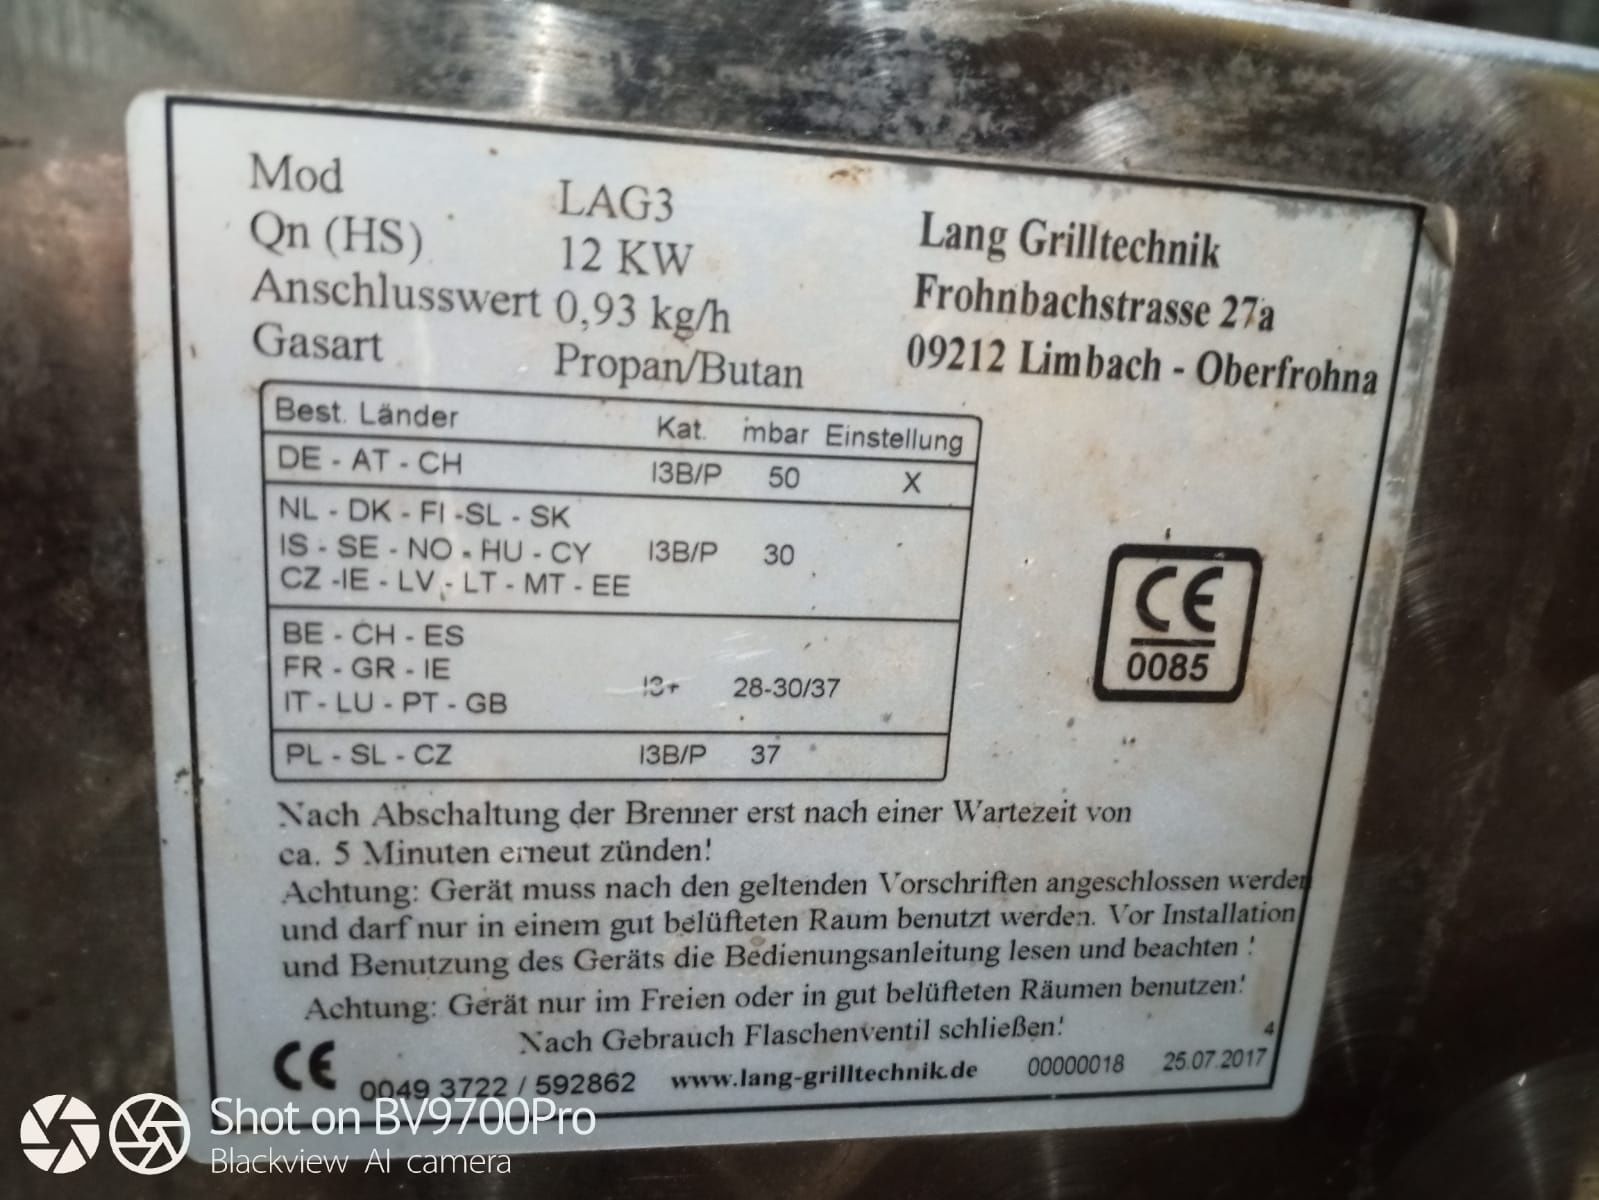 Mod LAG3
Qn (HS) 12 KW
Anschlusswert 0,93 kg/h
Gasart Propan/Butan
Lang Grilltechnik
Frohnbachstrasse 27a
09212 Limbach - Oberfrohna
Best. Länder Kat. mbar Einstellung
DE - AT - CH I3B/P 50 X
NL - DK - FI -SL - SK
IS - SE - NO - HU - CY I3B/P 30
CZ -IE - LV - LT - MT - EE
BE - CH - ES
FR - GR - IE
IT - LU - PT - GB I3+ 28-30/37
PL - SL - CZ I3B/P 37
CE
0085
Nach Abschaltung der Brenner erst nach einer Wartezeit von
ca. 5 Minuten erneut zünden!
Achtung: Gerät muss nach den geltenden Vorschriften angeschlossen werden
und darf nur in einem gut belüfteten Raum benutzt werden. Vor Installation
und Benutzung des Geräts die Bedienungsanleitung lesen und beachten !
Achtung: Gerät nur im Freien oder in gut belüfteten Räumen benutzen!
Nach Gebrauch Flaschenventil schließen!
4
CE 0049 3722 / 592862 www.lang-grilltechnik.de 00000018 25.07.2017
Shot on BV9700Pro
Blackview AI camera